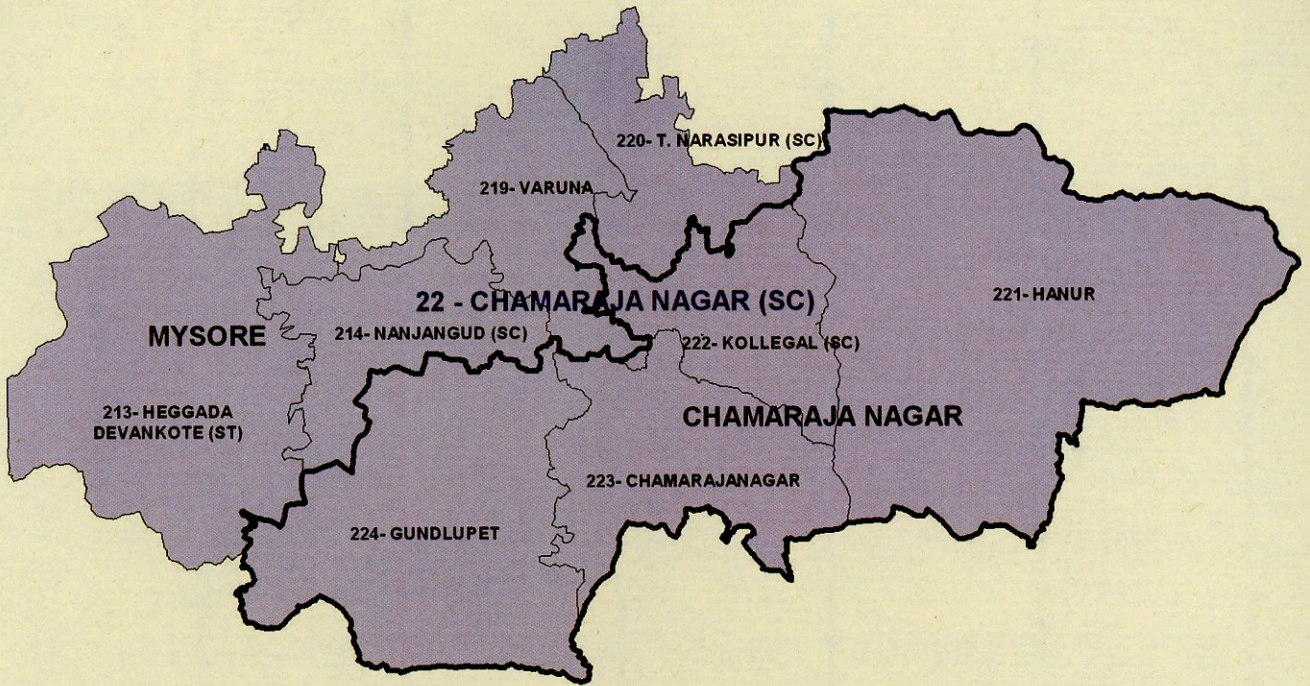 220- T. NARASIPUR (SC)
219- VARUNA
22 - CHAMARAJA NAGAR (SC)
221- HANUR
MYSORE
214- NANJANGUD (SC)
222- KOLLEGAL (SC)
213- HEGGADA
DEVANKOTE (ST)
CHAMARAJA NAGAR
223- CHAMARAJANAGAR
224- GUNDLUPET